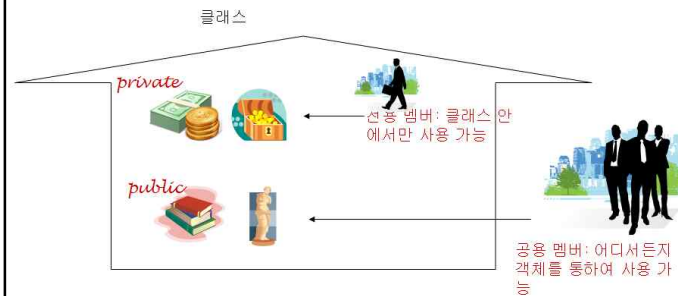 클래스
private
전용 멤버: 클래스 안
에서만 사용 가능
public
공용 멤버: 어디서든지
객체를 통하여 사용 가
능